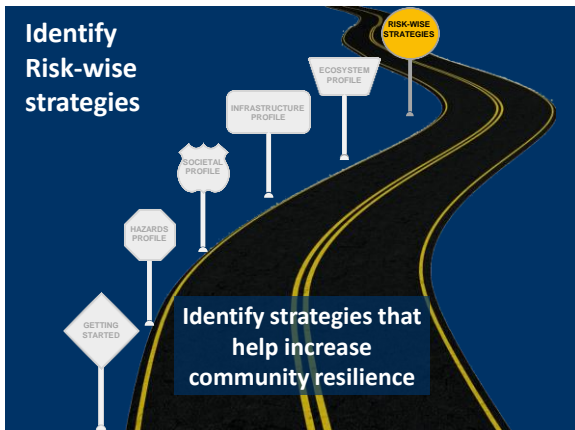 Identify
Risk-wise
strategies
RISK-WISE
STRATEGIES
ECOSYSTEM
PROFILE
INFRASTRUCTURE
PROFILE
SOCIETAL
PROFILE
HAZARDS
PROFILE
GETTING
STARTED
Identify strategies that
help increase
community resilience